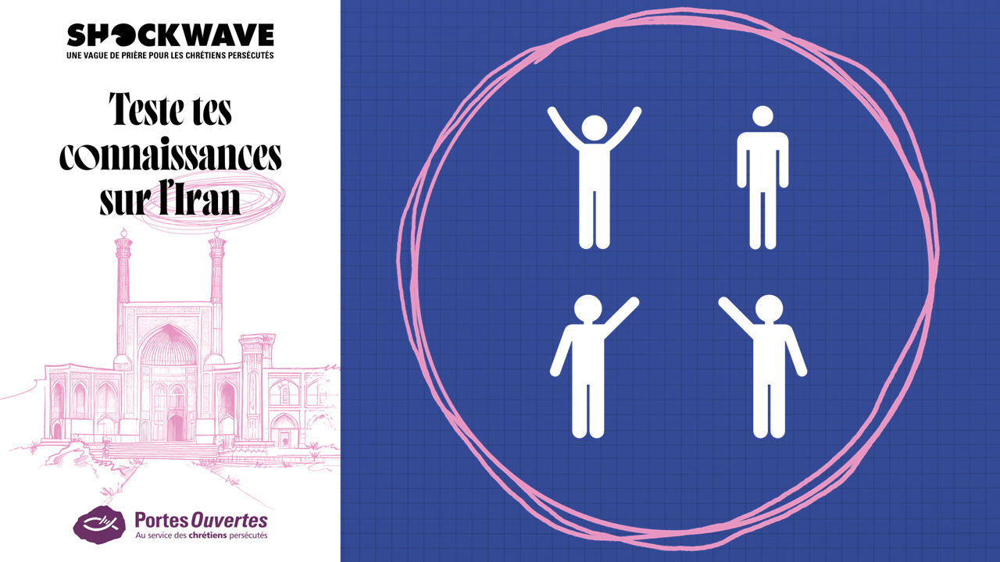 SHOCKWAVE
UNE VAGUE DE PRIÈRE POUR LES CHRÉTIENS PERSÉCUTÉS
Teste tes
connaissances
sur l'Iran
Portes Ouvertes
Au service des chrétiens persécutés